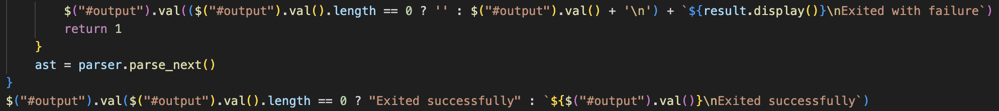 $("#output").val(($("#output").val().length == 0 ? '' : $("#output").val() + '\n') + `${result.display()}\nExited with failure`)
return 1
}
ast = parser.parse_next()
}
$("#output").val($("#output").val().length == 0 ? "Exited successfully" : `${$("#output").val()}\nExited successfully`)